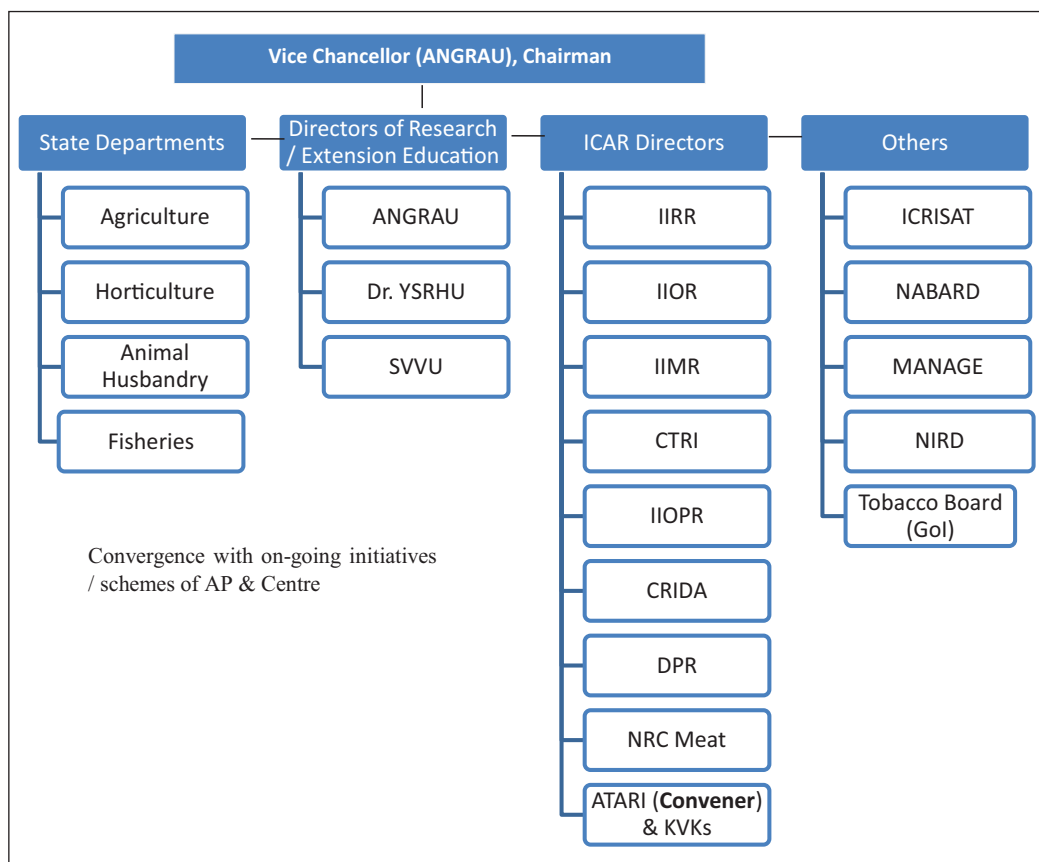 Vice Chancellor (ANGRAU), Chairman
State Departments
Agriculture
Horticulture
Animal
Husbandry
Fisheries
Directors of Research
/ Extension Education
ANGRAU
Dr. YSRHU
SVVU
ICAR Directors
IIRR
IIOR
IIMR
CTRI
IIOPR
CRIDA
DPR
NRC Meat
ATARI (Convener)
& KVKs
Others
ICRISAT
NABARD
MANAGE
NIRD
Tobacco Board
(GoI)
Convergence with on-going initiatives
/ schemes of AP & Centre